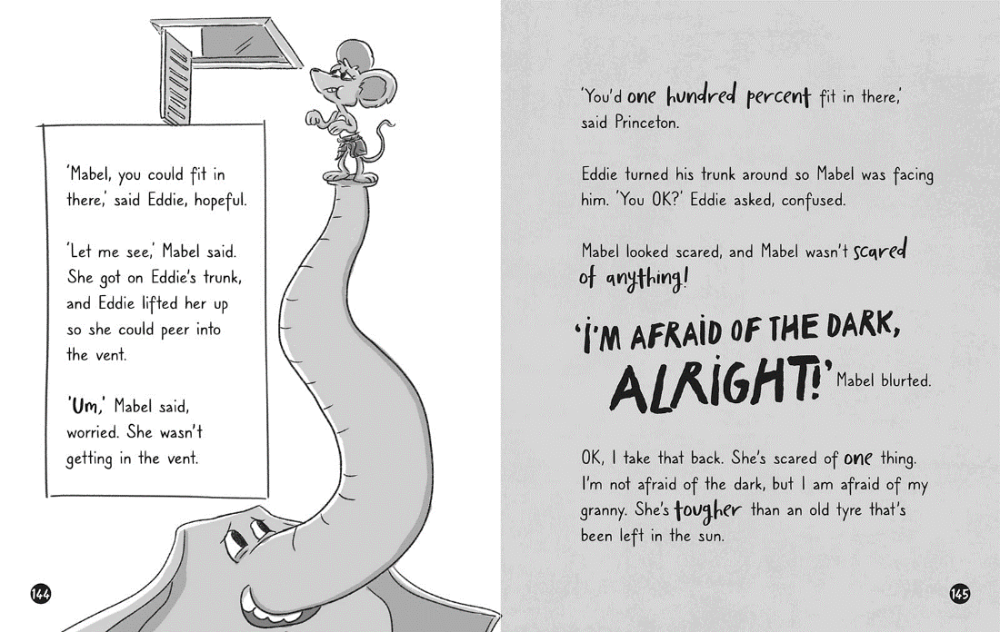 'Mabel, you could fit in
there,' said Eddie, hopeful.
'Let me see,' Mabel said.
She got on Eddie's trunk,
and Eddie lifted her up
so she could peer into
the vent.
'Um,' Mabel said,
worried. She wasn't
getting in the vent.
144
'You'd one hundred percent fit in there,'
said Princeton.
Eddie turned his trunk around so Mabel was facing
him. 'You OK?' Eddie asked, confused.
Mabel looked scared, and Mabel wasn't scared
of anything!
'I'M AFRAID OF THE DARK,
ALRIGHT!' Mabel blurted.
OK, I take that back. She's scared of one thing.
I'm not afraid of the dark, but I am afraid of my
granny. She's tougher than an old tyre that's
been left in the sun.
145